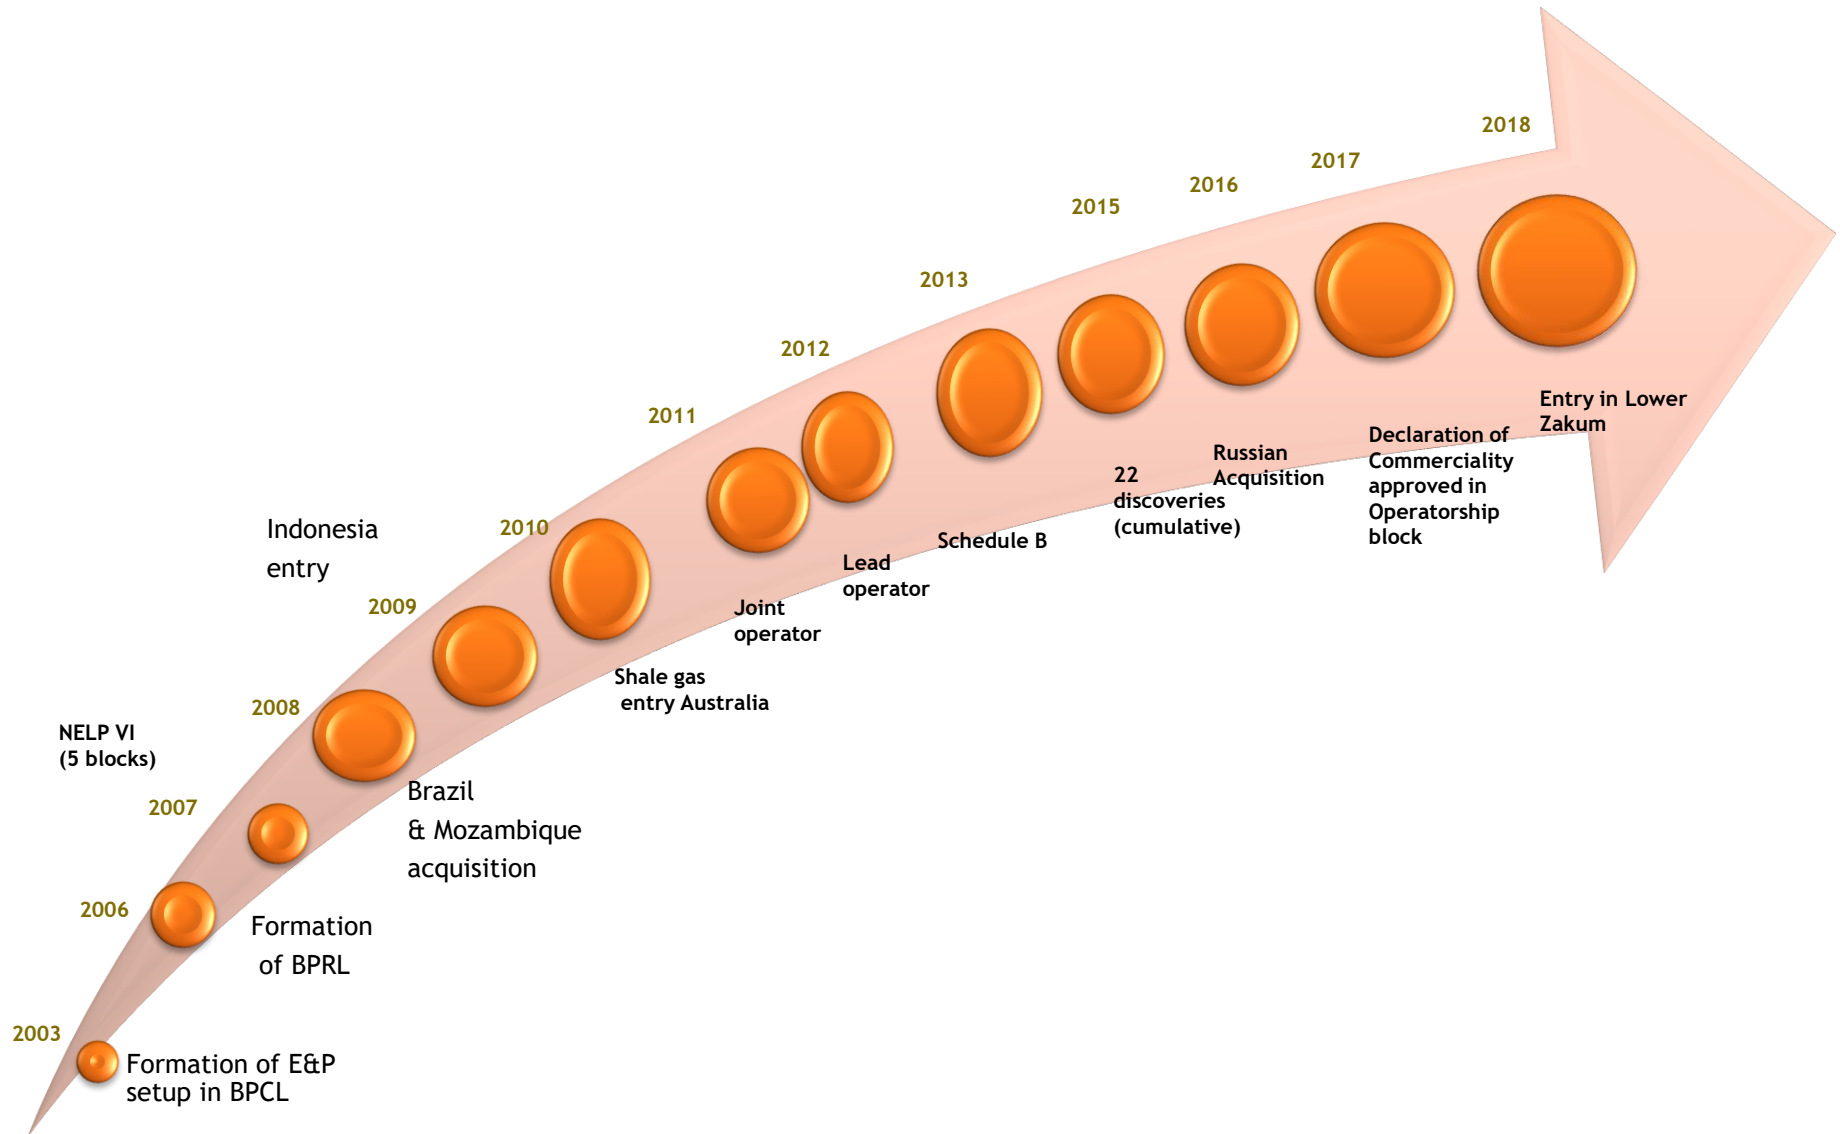 2018
2017
2016
2015
2013
2012
2011
2010
2009
2008
2007
2006
2003
Indonesia
entry
NELP VI
(5 blocks)
Entry in Lower
Zakum
Declaration of
Commerciality
approved in
Operatorship
block
Russian
Acquisition
22
discoveries
(cumulative)
Schedule B
Lead
operator
Joint
operator
Shale gas
entry Australia
Brazil
& Mozambique
acquisition
Formation
of BPRL
Formation of E&P
setup in BPCL